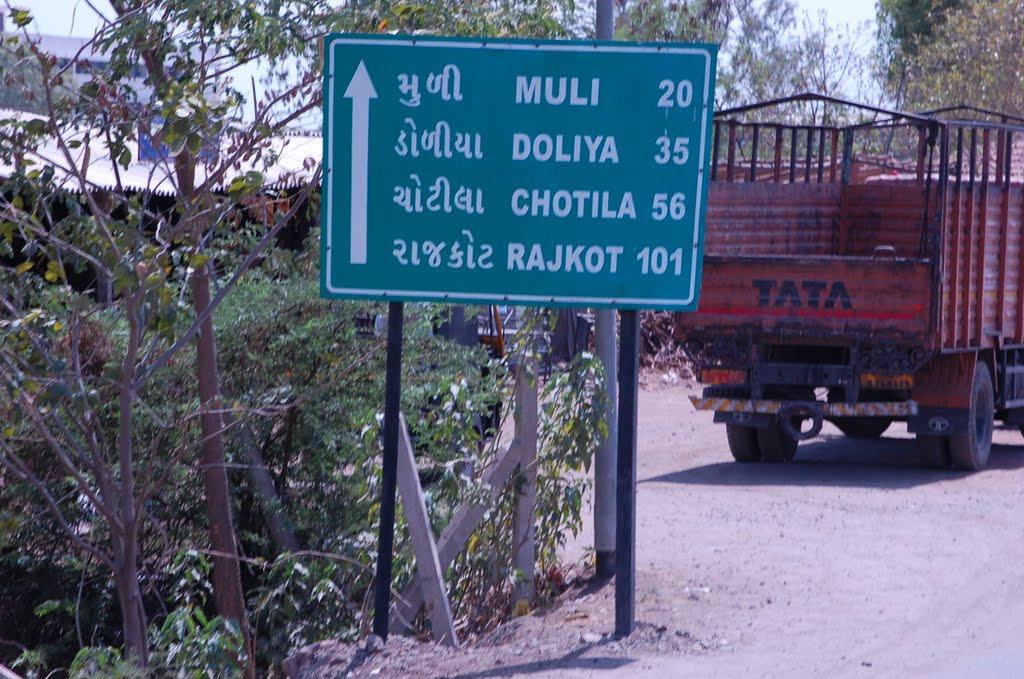 મુળી MULI 20
ડોળીયા DOLIYA 35
ચોટીલા CHOTILA 56
રાજકોટ RAJKOT 101
TATA